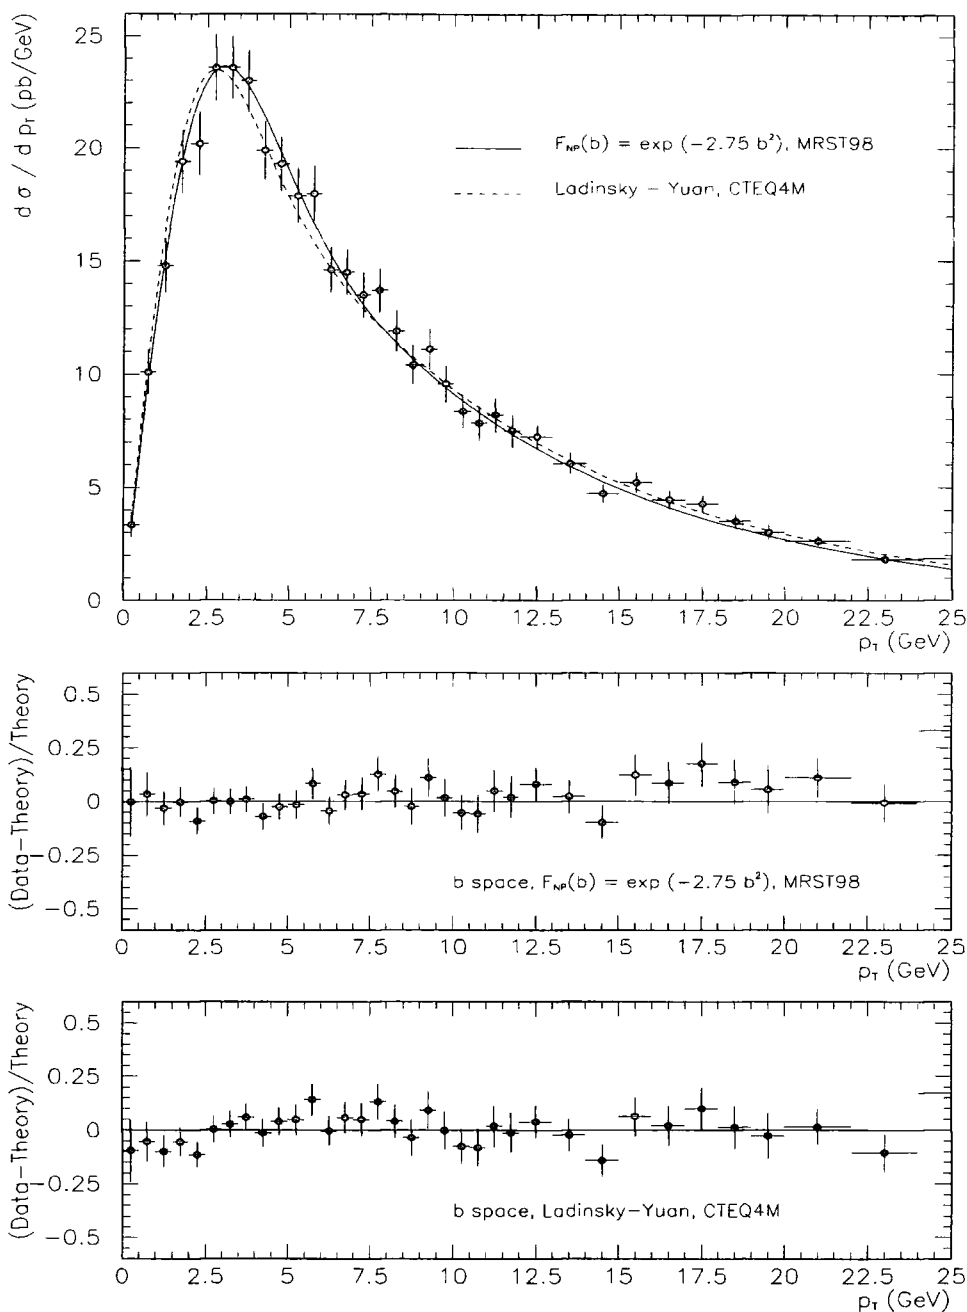 d σ / d p_T (pb/GeV)
25
20
15
10
5
0
F_NP(b) = exp (−2.75 b²), MRST98
Ladinsky − Yuan, CTEQ4M
0 2.5 5 7.5 10 12.5 15 17.5 20 22.5 25
p_T (GeV)
(Data−Theory)/Theory
0.5
0.25
0
−0.25
−0.5
b space, F_NP(b) = exp (−2.75 b²), MRST98
0 2.5 5 7.5 10 12.5 15 17.5 20 22.5 25
p_T (GeV)
(Data−Theory)/Theory
0.5
0.25
0
−0.25
−0.5
b space, Ladinsky−Yuan, CTEQ4M
0 2.5 5 7.5 10 12.5 15 17.5 20 22.5 25
p_T (GeV)